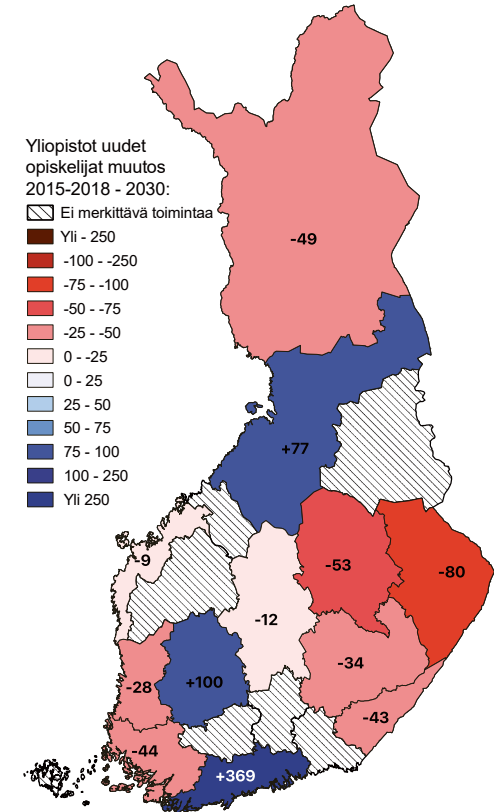 Yliopistot uudet
opiskelijat muutos
2015-2018 - 2030:
Ei merkittävä toimintaa
Yli - 250
-100 - -250
-75 - -100
-50 - -75
-25 - -50
0 - -25
0 - 25
25 - 50
50 - 75
75 - 100
100 - 250
Yli 250
-49
+77
-9
-53
-80
-12
-34
-28
+100
-43
-44
+369